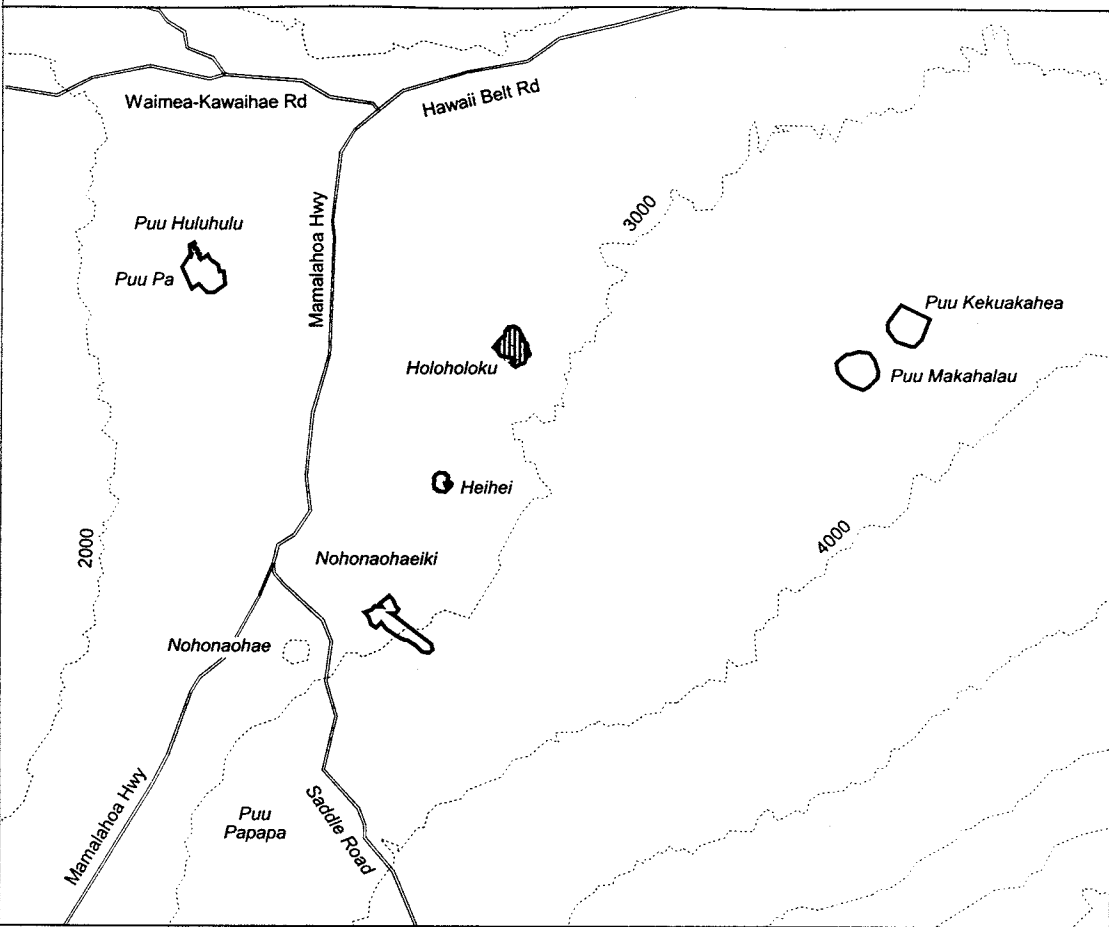 Waimea-Kawaihae Rd
Hawaii Belt Rd
Mamalahoa Hwy
3000
Puu Huluhulu
Puu Pa
Puu Kekuakahea
Holoholoku
Puu Makahalau
Heihei
2000
4000
Nohonaohaeiki
Nohonaohae
Mamalahoa Hwy
Saddle Road
Puu
Papapa